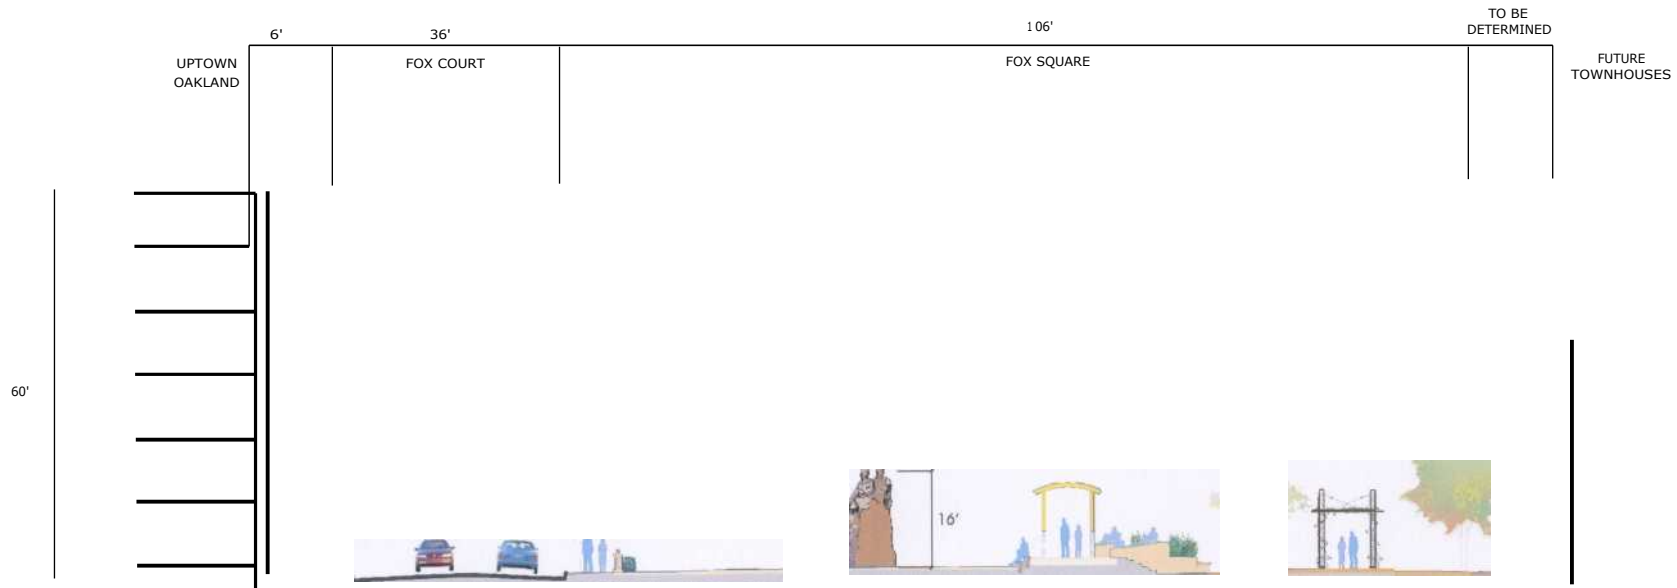 TO BE
DETERMINED
6'
36'
106'
UPTOWN
OAKLAND
FOX COURT
FOX SQUARE
FUTURE
TOWNHOUSES
60'
16'